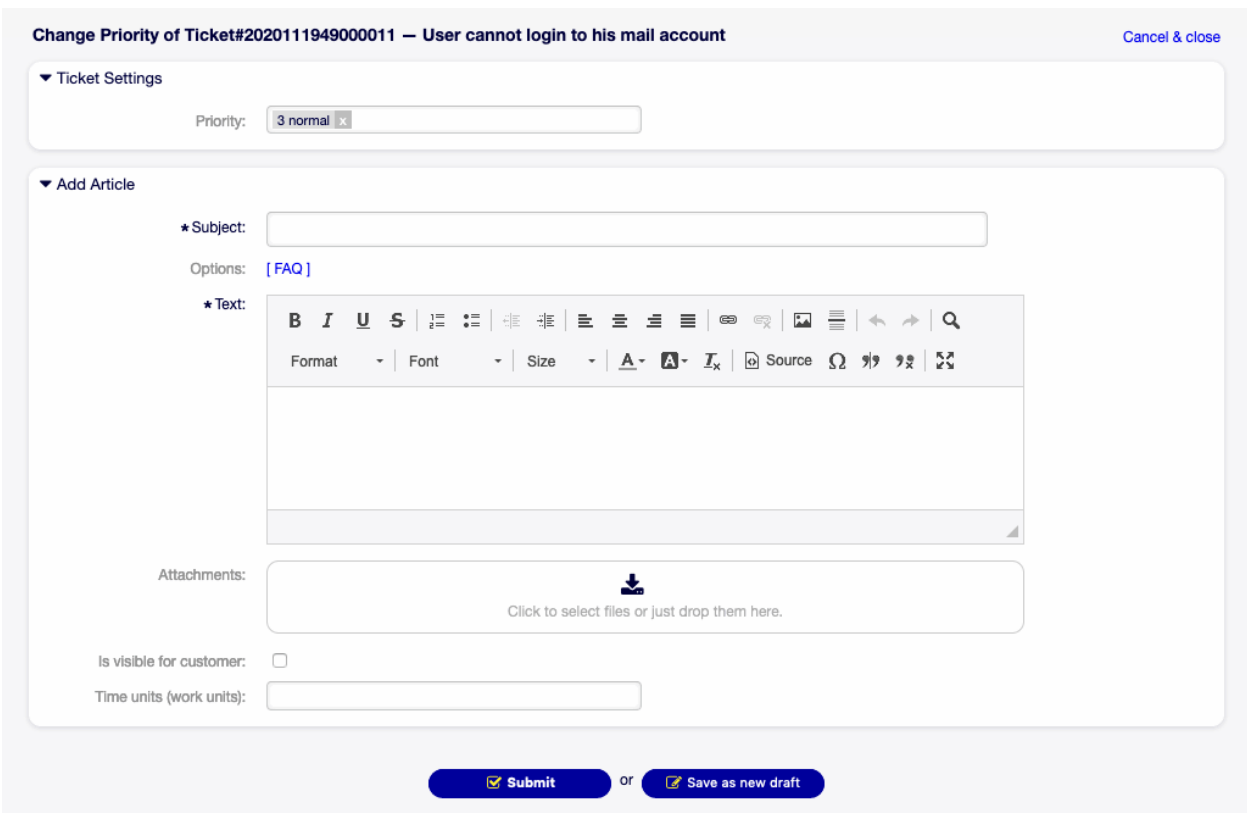 Change Priority of Ticket#2020111949000011 — User cannot login to his mail account
Cancel & close
Ticket Settings
Priority: 3 normal x
Add Article
* Subject:
Options: [ FAQ ]
* Text:
B I U S
Format Font Size A A Ix Source Ω
Attachments:
Click to select files or just drop them here.
Is visible for customer:
Time units (work units):
Submit or Save as new draft